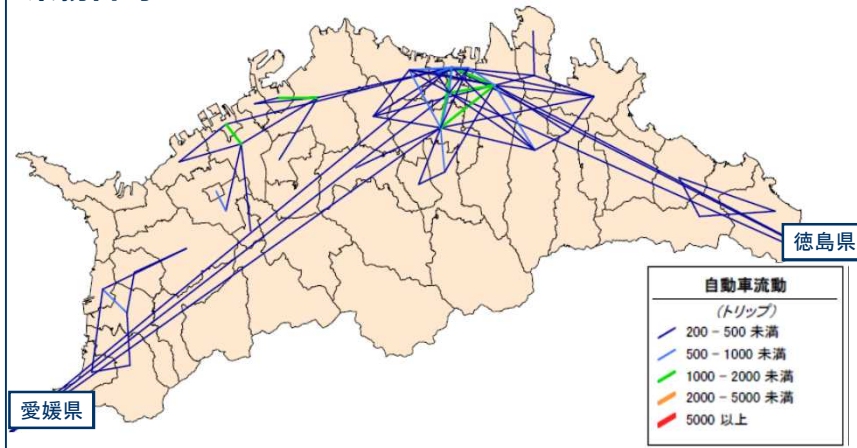 徳島県
愛媛県
自動車流動
(トリップ)
200 - 500 未満
500 - 1000 未満
1000 - 2000 未満
2000 - 5000 未満
5000 以上